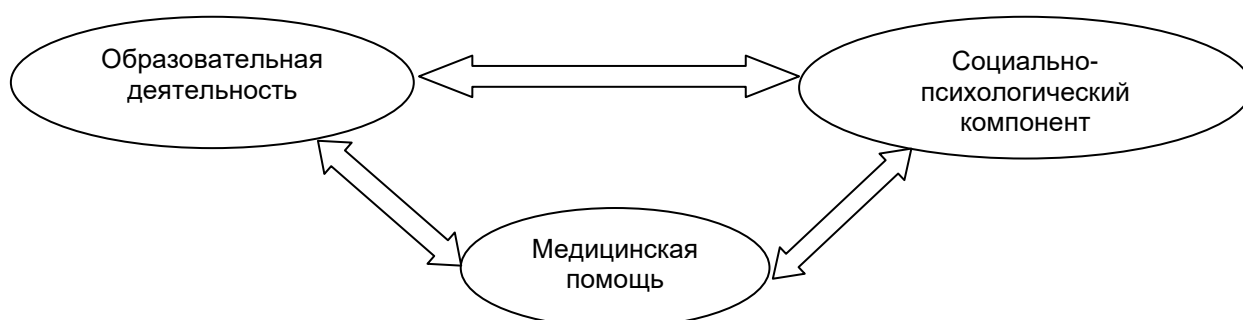 Образовательная
деятельность
Социально-
психологический
компонент
Медицинская
помощь